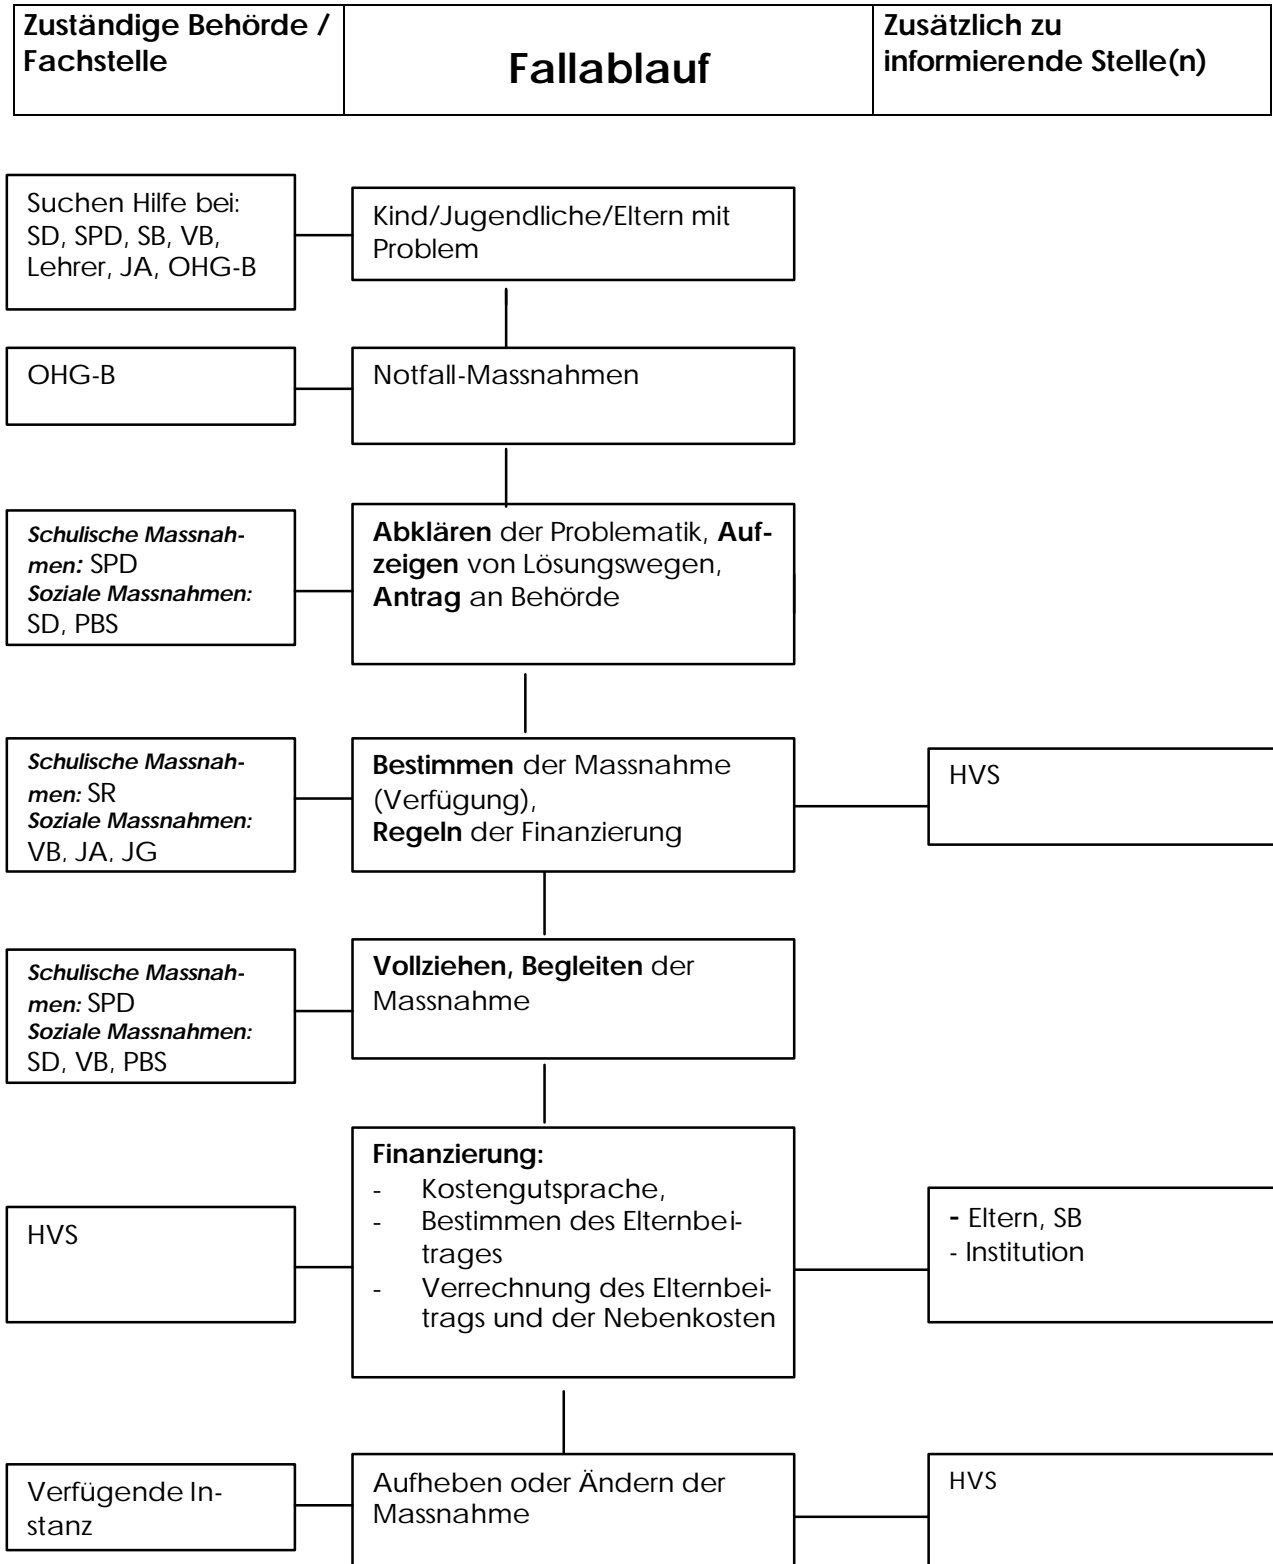 Zuständige Behörde /
Fachstelle
Fallablauf
Zusätzlich zu
informierende Stelle(n)
Suchen Hilfe bei:
SD, SPD, SB, VB,
Lehrer, JA, OHG-B
Kind/Jugendliche/Eltern mit
Problem
OHG-B
Notfall-Massnahmen
Schulische Massnah-
men: SPD
Soziale Massnahmen:
SD, PBS
Abklären der Problematik, Auf-
zeigen von Lösungswegen,
Antrag an Behörde
Schulische Massnah-
men: SR
Soziale Massnahmen:
VB, JA, JG
Bestimmen der Massnahme
(Verfügung),
Regeln der Finanzierung
HVS
Schulische Massnah-
men: SPD
Soziale Massnahmen:
SD, VB, PBS
Vollziehen, Begleiten der
Massnahme
HVS
Finanzierung:
- Kostengutsprache,
- Bestimmen des Elternbei-
trages
- Verrechnung des Elternbei-
trags und der Nebenkosten
- Eltern, SB
- Institution
Verfügende In-
stanz
Aufheben oder Ändern der
Massnahme
HVS